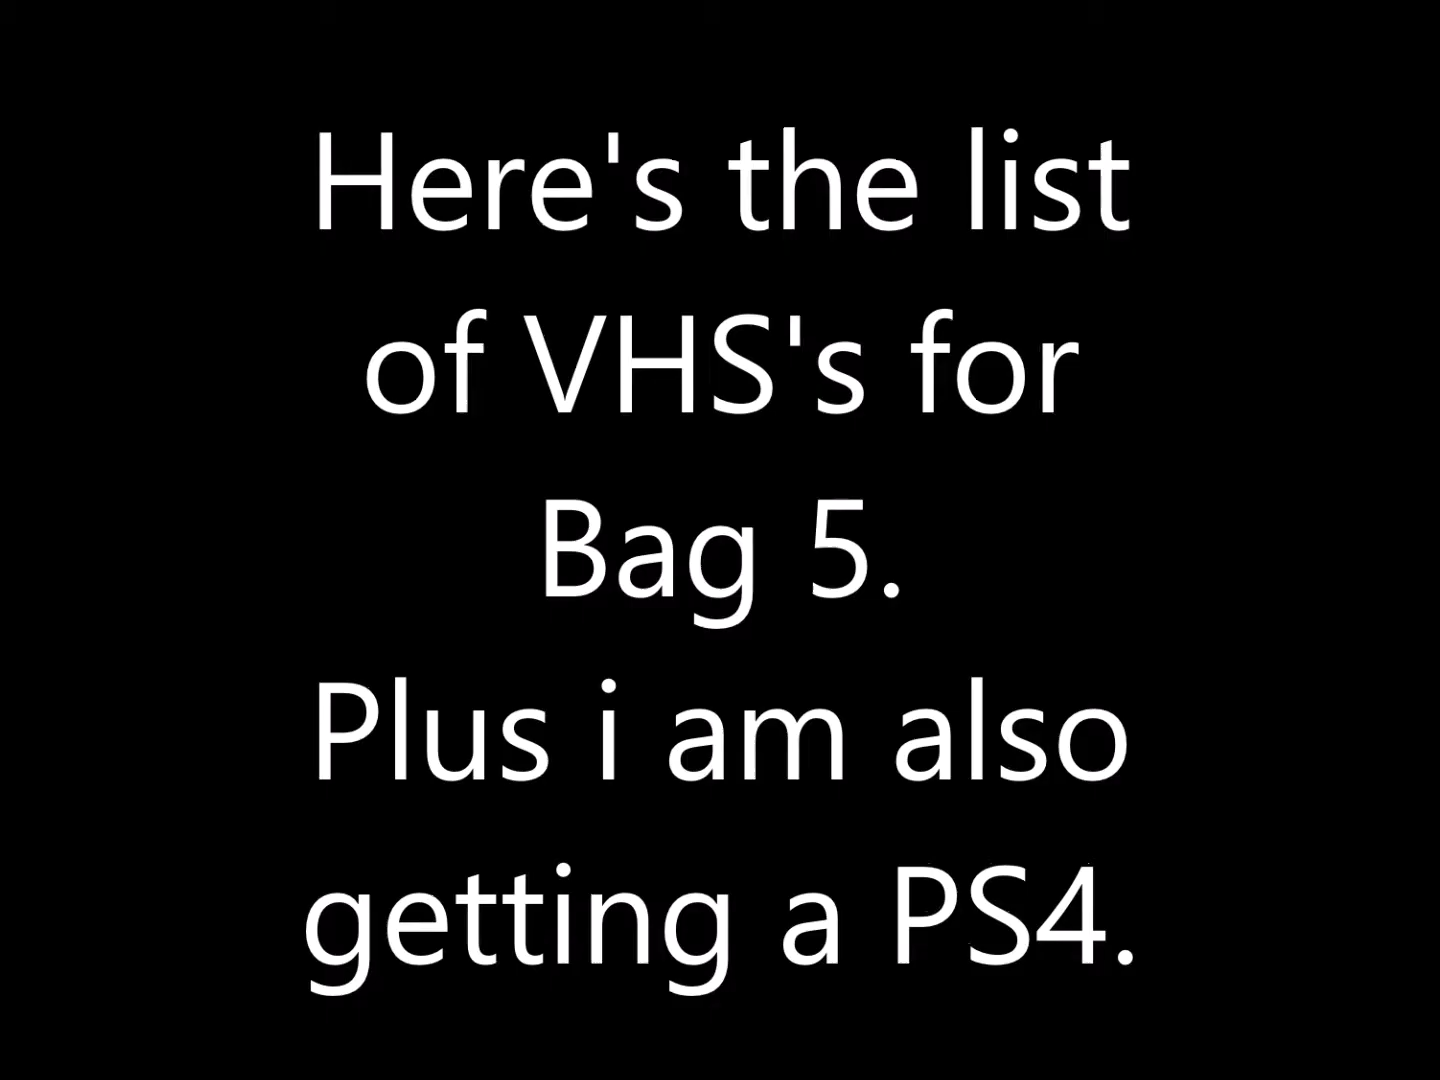 Here's the list
of VHS's for
Bag 5.
Plus i am also
getting a PS4.